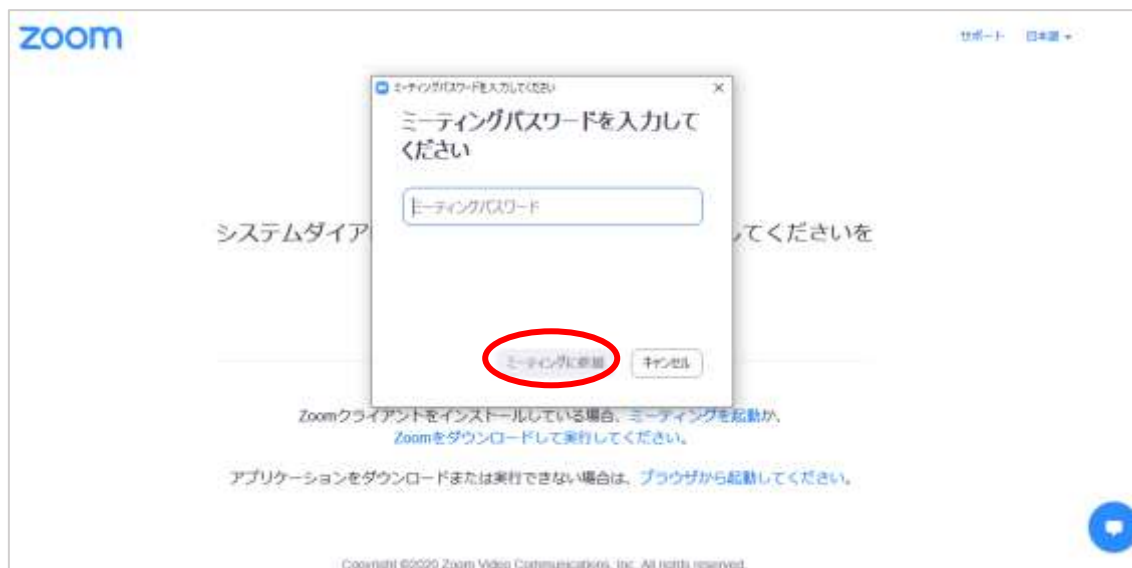 zoom
サポート 日本語
ミーティングパスワードを入力してください
ミーティングパスワードを入力して
ください
ミーティングパスワード
システムダイア
てくださいを
ミーティングに参加
キャンセル
Zoomクライアントをインストールしている場合、ミーティングを起動か、
Zoomをダウンロードして実行してください。
アプリケーションをダウンロードまたは実行できない場合は、ブラウザから起動してください。
Copyright ©2020 Zoom Video Communications, Inc. All rights reserved.